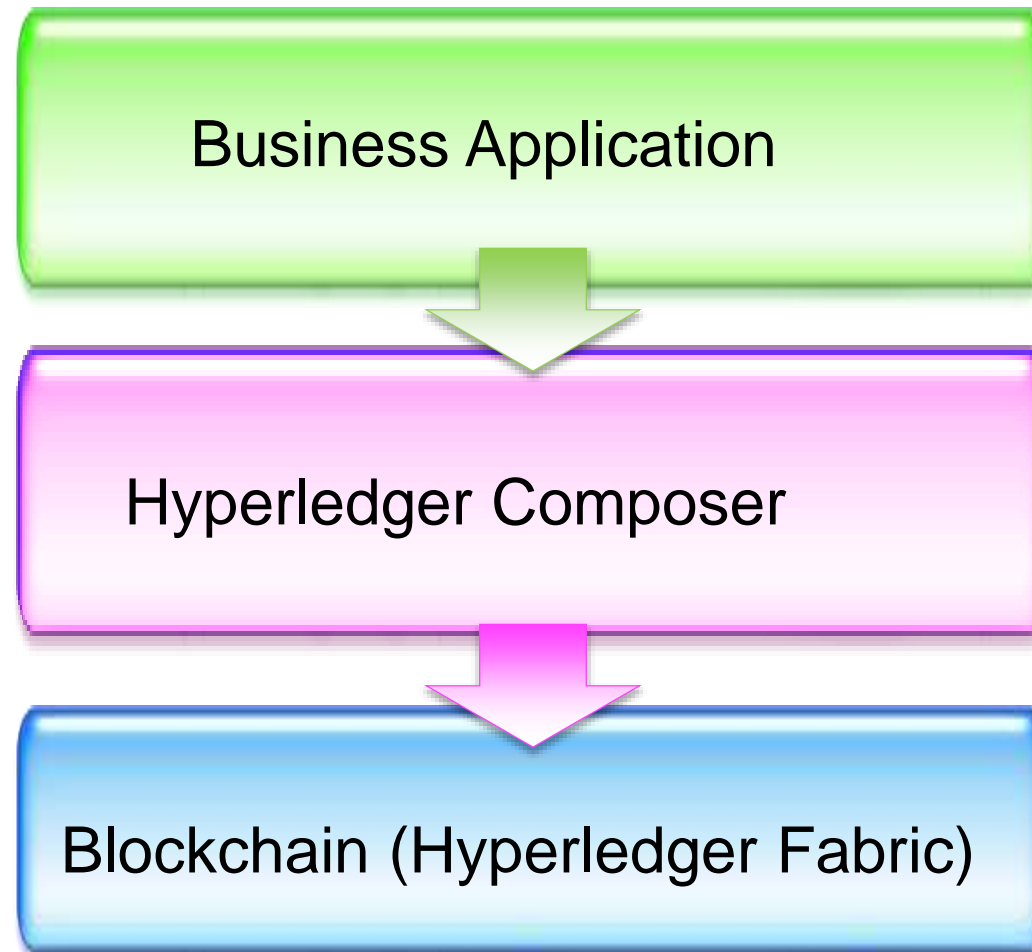 Business Application
Hyperledger Composer
Blockchain (Hyperledger Fabric)